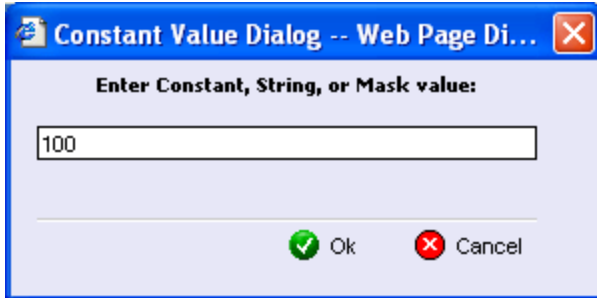 Constant Value Dialog -- Web Page Di...
Enter Constant, String, or Mask value:
100
Ok Cancel